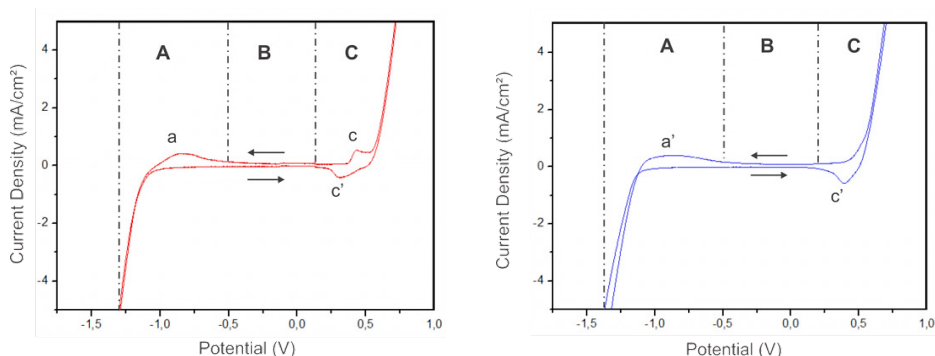 A B C
4
2
0
-2
-4
a
c
c'
-1,5 -1,0 -0,5 0,0 0,5 1,0
Potential (V)
Current Density (mA/cm²)
A B C
4
2
0
-2
-4
a'
c'
-1,5 -1,0 -0,5 0,0 0,5 1,0
Potential (V)
Current Density (mA/cm²)